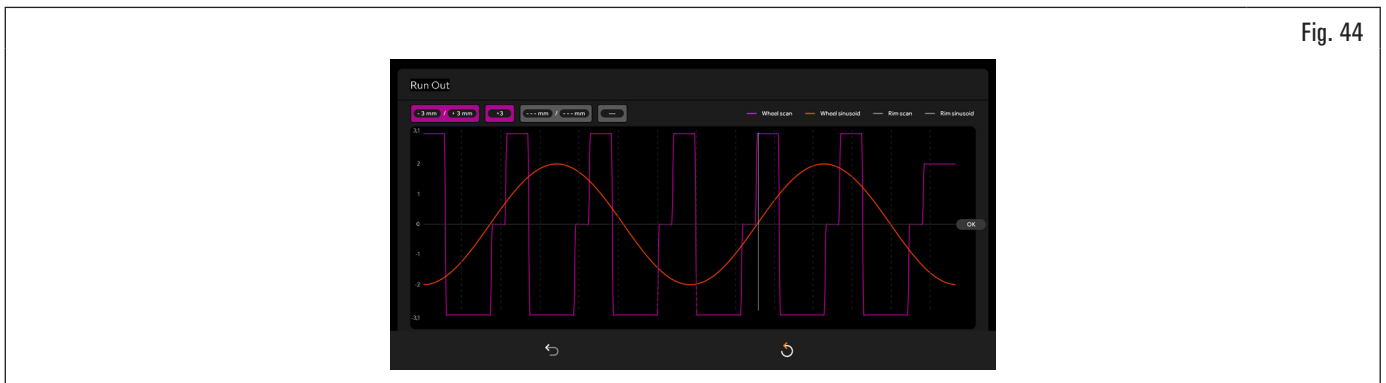 Fig. 44
Run Out
- 3 mm / + 3 mm +3 - - - mm / - - - mm ---
Wheel scan Wheel sinusoid Rim scan Rim sinusoid
3,1
2
1
0
OK
-1
-2
-3,1